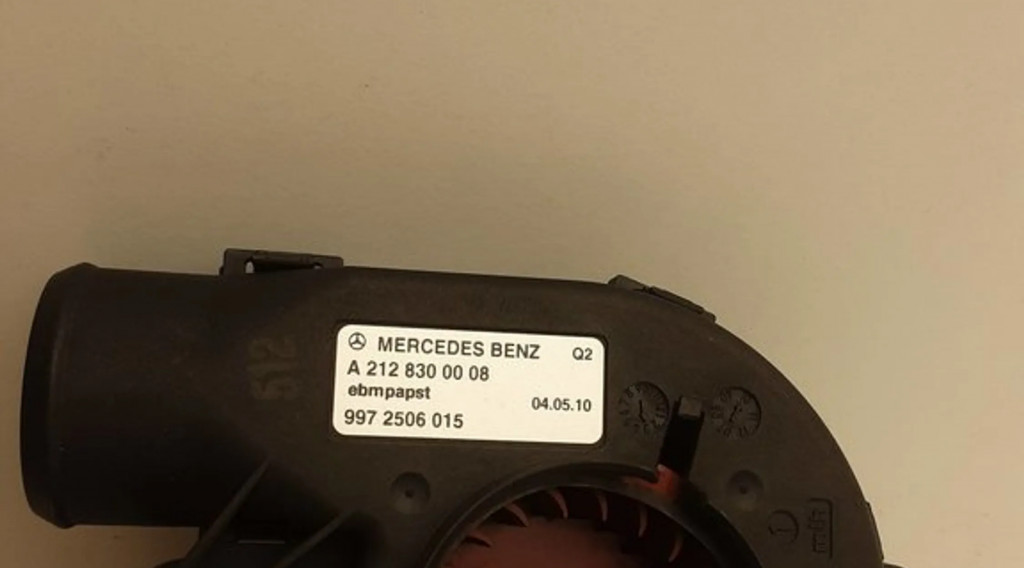 MERCEDES BENZ Q2
A 212 830 00 08
ebmpapst
04.05.10
997 2506 015
512